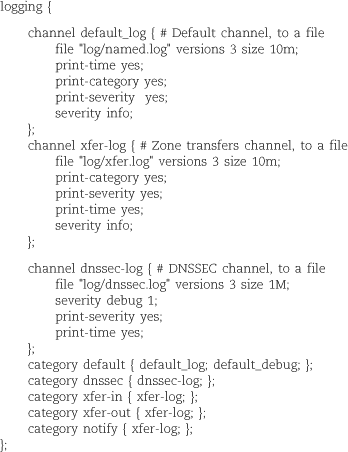 logging {
channel default_log { # Default channel, to a file
file "log/named.log" versions 3 size 10m;
print-time yes;
print-category yes;
print-severity yes;
severity info;
};
channel xfer-log { # Zone transfers channel, to a file
file "log/xfer.log" versions 3 size 10m;
print-category yes;
print-severity yes;
print-time yes;
severity info;
};
channel dnssec-log { # DNSSEC channel, to a file
file "log/dnssec.log" versions 3 size 1M;
severity debug 1;
print-severity yes;
print-time yes;
};
category default { default_log; default_debug; };
category dnssec { dnssec-log; };
category xfer-in { xfer-log; };
category xfer-out { xfer-log; };
category notify { xfer-log; };
};